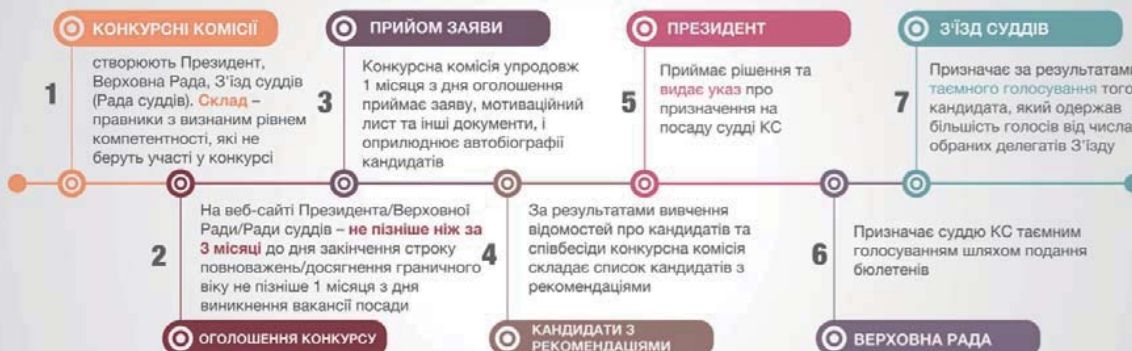 КОНКУРСНІ КОМІСІЇ
1
створюють Президент,
Верховна Рада, З'їзд суддів
(Рада суддів). Склад –
правники з визнаним рівнем
компетентності, які не
беруть участі у конкурсі
2
На веб-сайті Президента/Верховної
Ради/Ради суддів – не пізніше ніж за
3 місяці до дня закінчення строку
повноважень/досягнення граничного
віку не пізніше 1 місяця з дня
виникнення вакансії посади
ОГОЛОШЕННЯ КОНКУРСУ
ПРИЙОМ ЗАЯВИ
3
Конкурсна комісія упродовж
1 місяця з дня оголошення
приймає заяву, мотиваційний
лист та інші документи, і
оприлюднює автобіографії
кандидатів
4
За результатами вивчення
відомостей про кандидатів та
співбесіди конкурсна комісія
складає список кандидатів з
рекомендаціями
КАНДИДАТИ З
РЕКОМЕНДАЦІЯМИ
ПРЕЗИДЕНТ
5
Приймає рішення та
видає указ про
призначення на
посаду судді КС
6
Призначає суддю КС таємним
голосуванням шляхом подання
бюлетенів
ВЕРХОВНА РАДА
З'ЇЗД СУДДІВ
7
Призначає за результатами
таємного голосування того
кандидата, який одержав
більшість голосів від числа
обраних делегатів З'їзду